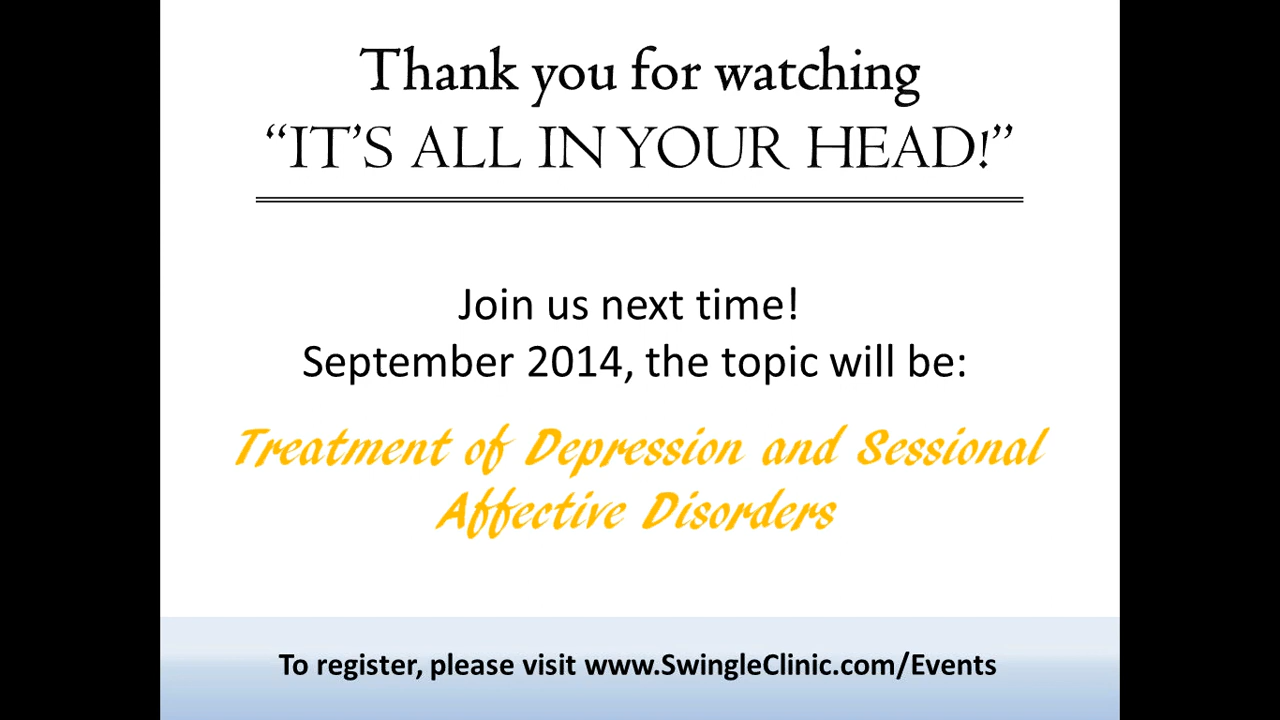 Thank you for watching
“IT’S ALL IN YOUR HEAD!”
Join us next time!
September 2014, the topic will be:
Treatment of Depression and Sessional
Affective Disorders
To register, please visit www.SwingleClinic.com/Events